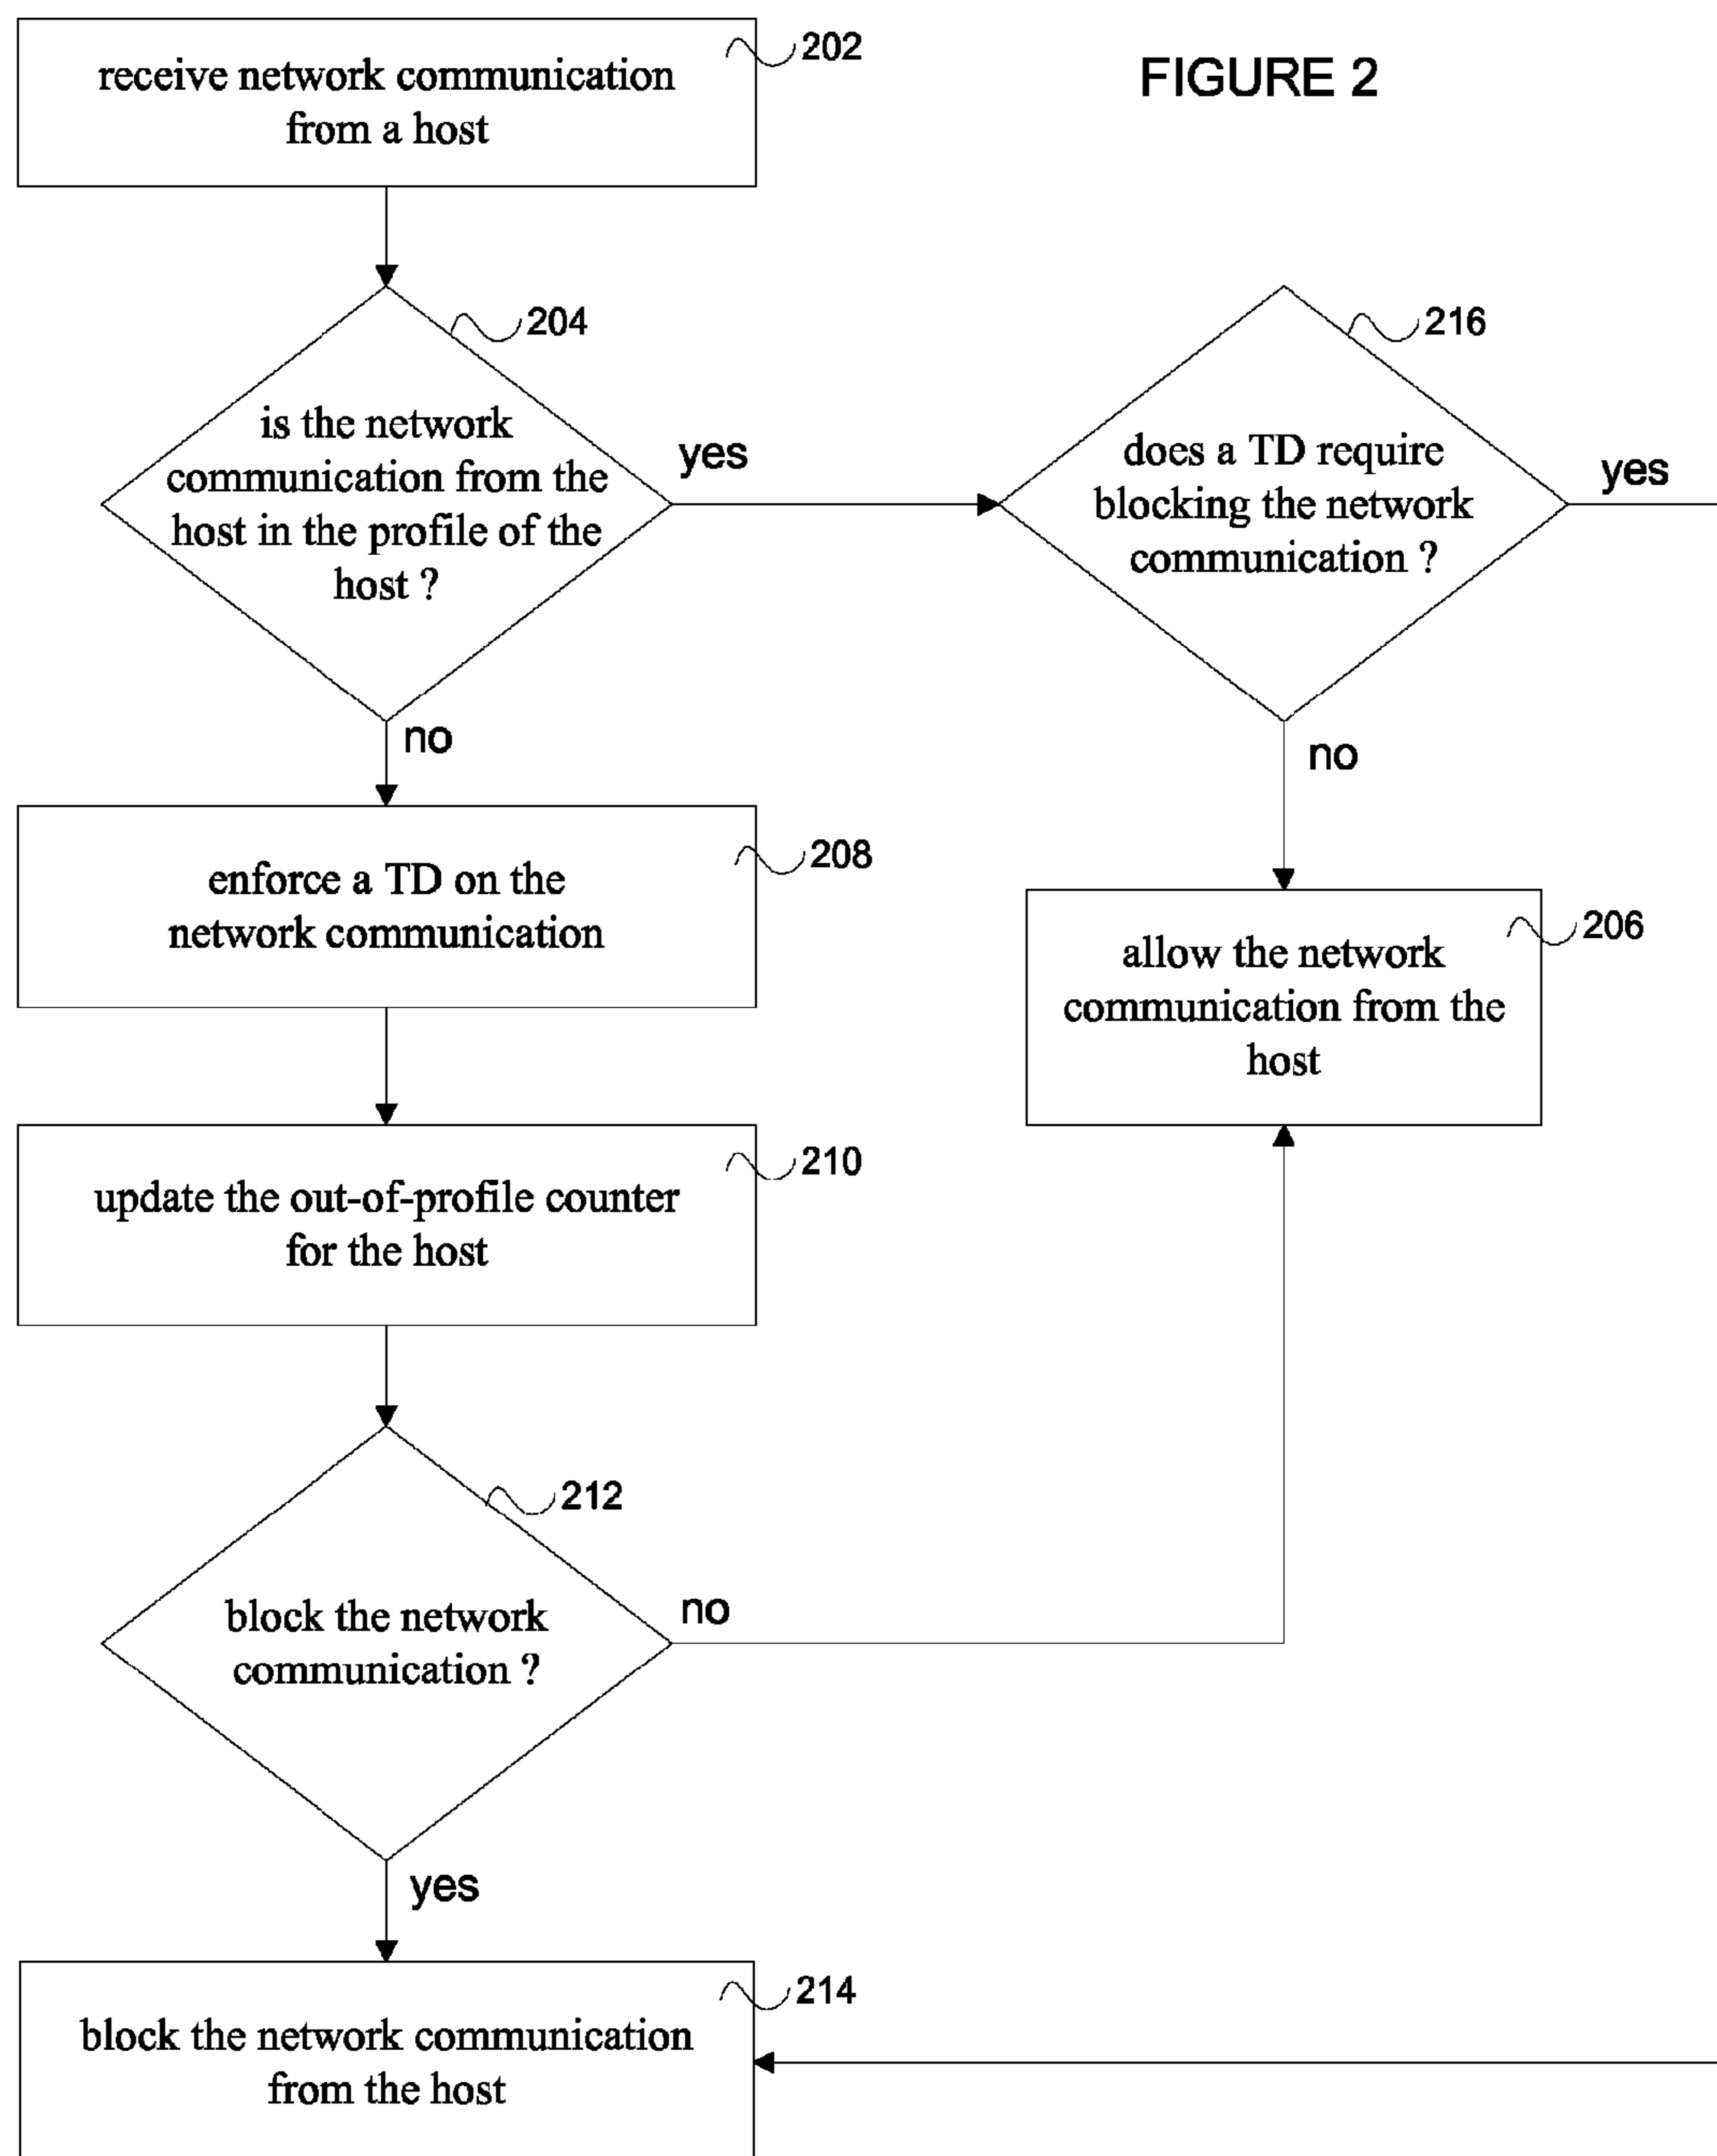 FIGURE 2
receive network communication
from a host
202
204
is the network
communication from the
host in the profile of the
host ?
yes
no
216
does a TD require
blocking the network
communication ?
yes
no
208
enforce a TD on the
network communication
206
allow the network
communication from the
host
210
update the out-of-profile counter
for the host
212
block the network
communication ?
no
yes
214
block the network communication
from the host